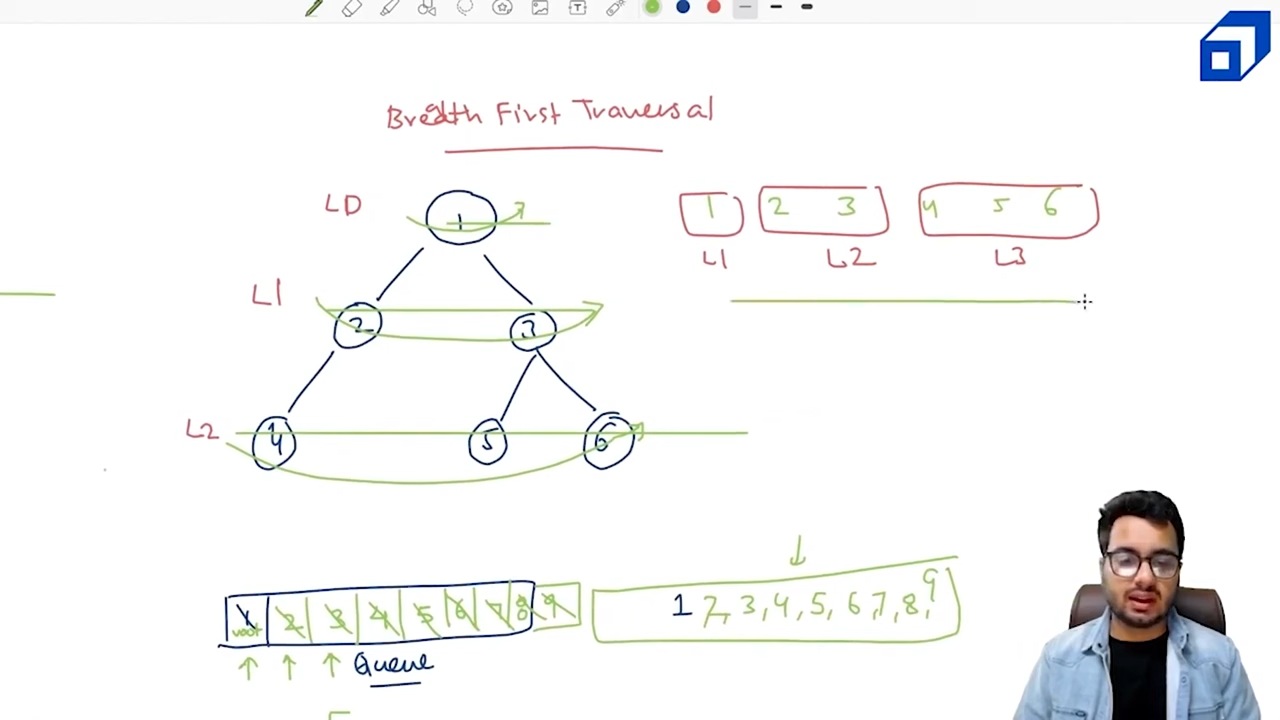 Breadth First Traversal
L0
1
1 2 3 4 5 6
L1 L2 L3
L1
2 3
L2
4 5 6
1 2 3 4 5 6 7 8 9
root
1 2, 3, 4, 5, 6, 7, 8, 9
Queue